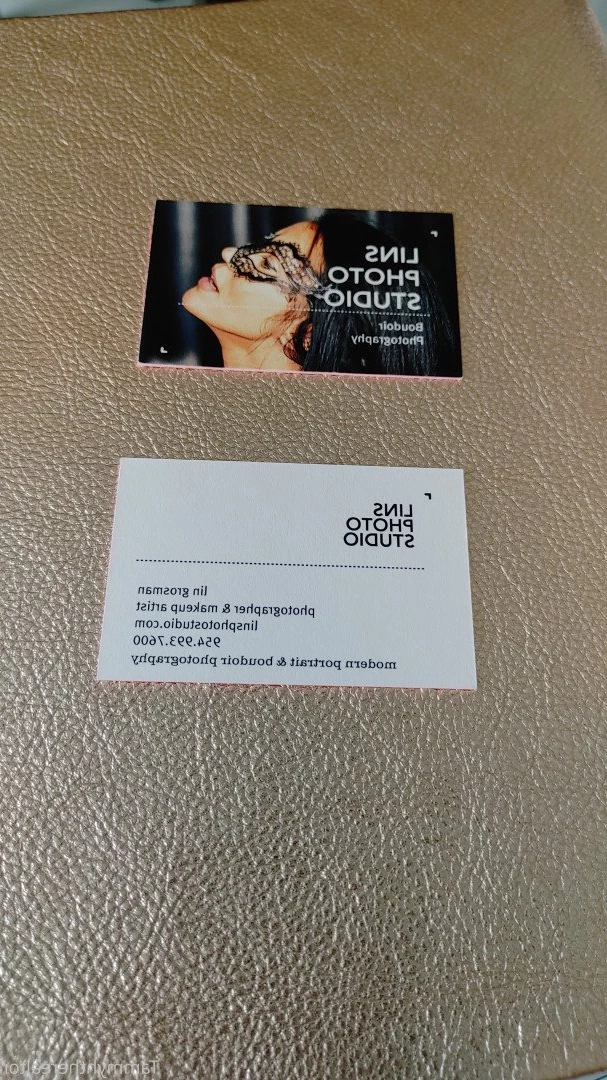 LINS
PHOTO
STUDIO
Boudoir
Photography
LINS
PHOTO
STUDIO
lin grosman
photographer & makeup artist
linsphotostudio.com
954.993.7600
modern portrait & boudoir photography